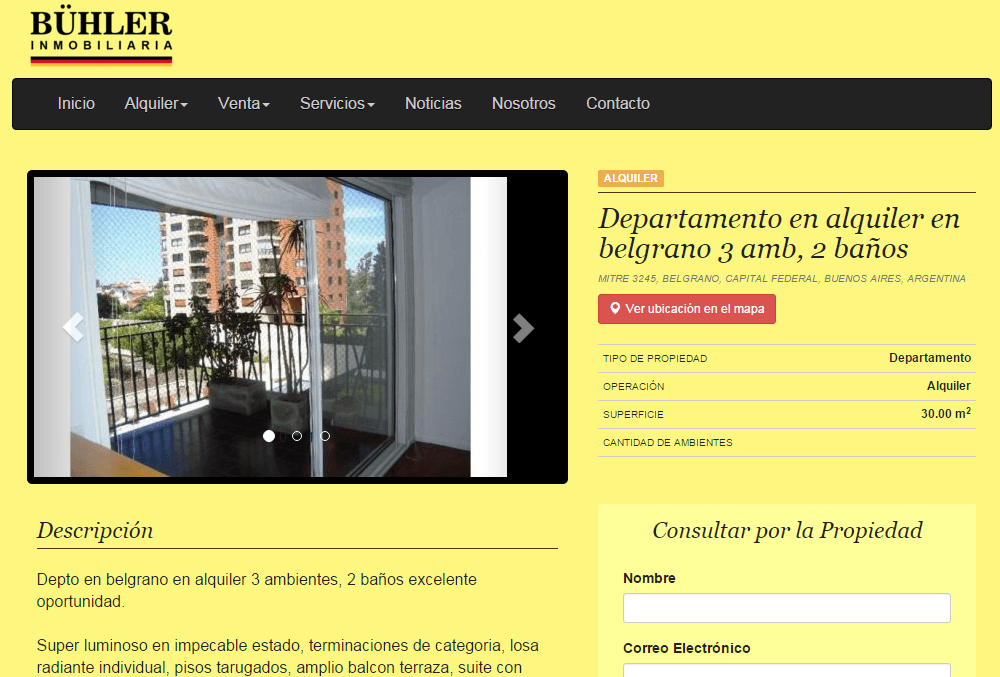 BÜHLER
INMOBILIARIA
Inicio Alquiler Venta Servicios Noticias Nosotros Contacto
ALQUILER
Departamento en alquiler en
belgrano 3 amb, 2 baños
MITRE 3245, BELGRANO, CAPITAL FEDERAL, BUENOS AIRES, ARGENTINA
Ver ubicación en el mapa
TIPO DE PROPIEDAD Departamento
OPERACIÓN Alquiler
SUPERFICIE 30.00 m²
CANTIDAD DE AMBIENTES
Descripción
Depto en belgrano en alquiler 3 ambientes, 2 baños excelente
oportunidad.
Super luminoso en impecable estado, terminaciones de categoria, losa
radiante individual, pisos tarugados, amplio balcon terraza, suite con
Consultar por la Propiedad
Nombre
Correo Electrónico